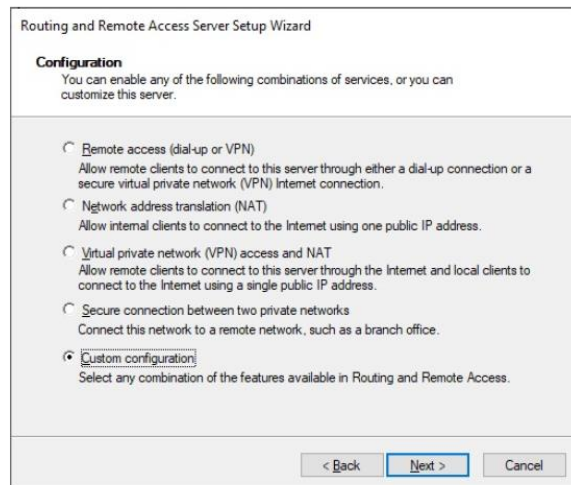 Routing and Remote Access Server Setup Wizard
Configuration
You can enable any of the following combinations of services, or you can
customize this server.
Remote access (dial-up or VPN)
Allow remote clients to connect to this server through either a dial-up connection or a
secure virtual private network (VPN) Internet connection.
Network address translation (NAT)
Allow internal clients to connect to the Internet using one public IP address.
Virtual private network (VPN) access and NAT
Allow remote clients to connect to this server through the Internet and local clients to
connect to the Internet using a single public IP address.
Secure connection between two private networks
Connect this network to a remote network, such as a branch office.
Custom configuration
Select any combination of the features available in Routing and Remote Access.
< Back Next > Cancel